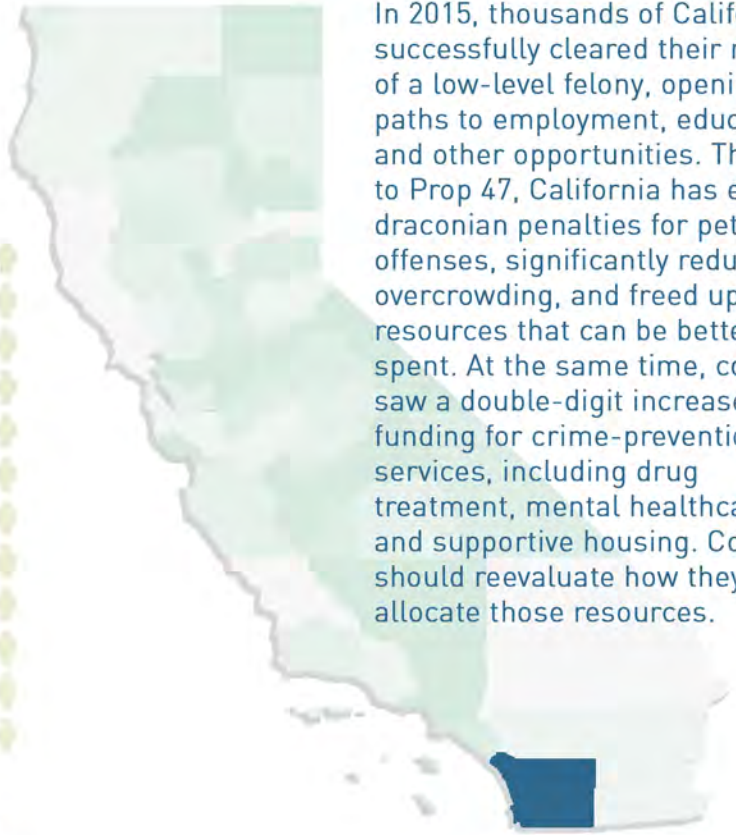 In 2015, thousands of Calif
successfully cleared their r
of a low-level felony, openi
paths to employment, educ
and other opportunities. Th
to Prop 47, California has e
draconian penalties for pet
offenses, significantly redu
overcrowding, and freed up
resources that can be bette
spent. At the same time, co
saw a double-digit increase
funding for crime-preventio
services, including drug
treatment, mental healthca
and supportive housing. Co
should reevaluate how they
allocate those resources.